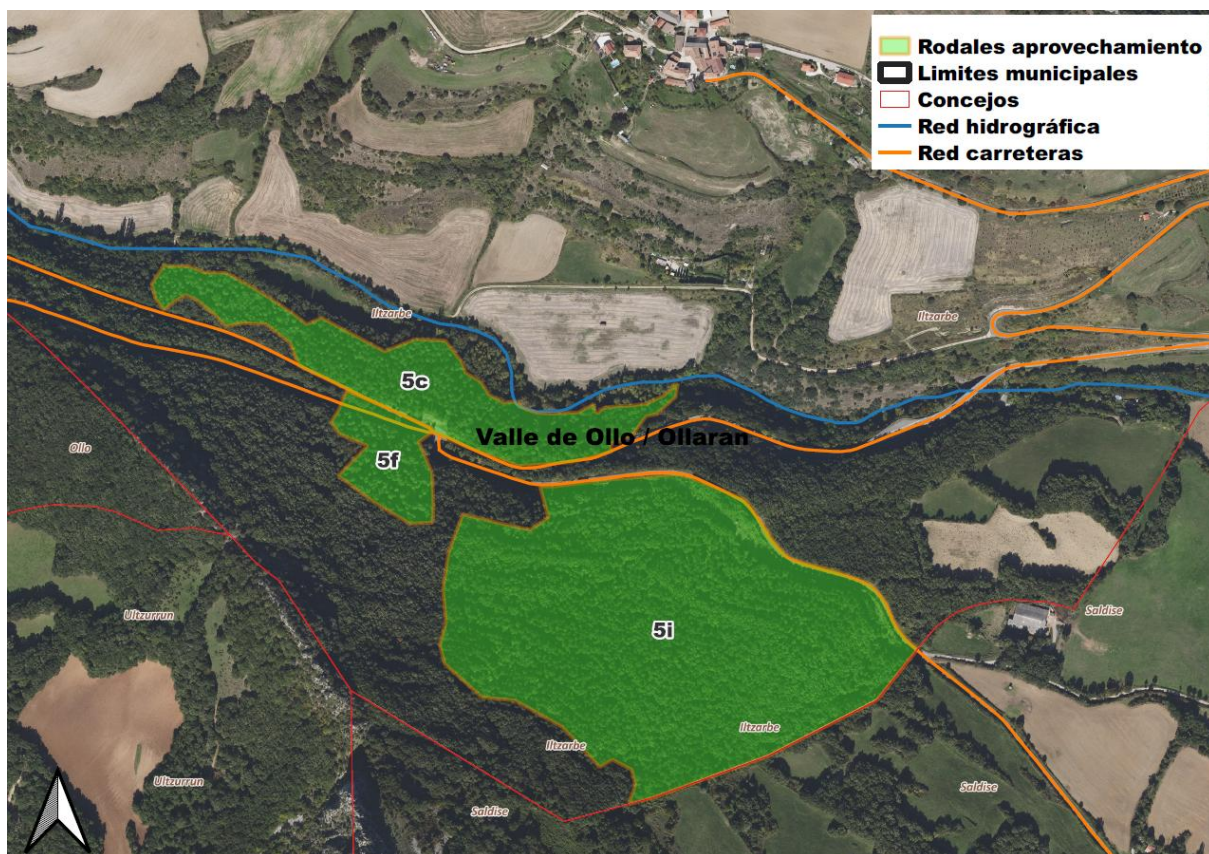 Rodales aprovechamiento
Limites municipales
Concejos
Red hidrográfica
Red carreteras
Iltzarbe
Iltzarbe
5c
Valle de Ollo / Ollaran
Ollo
5f
Saldise
Ultzurrun
5i
Iltzarbe
Iltzarbe
Ultzurrun
Saldise
Saldise